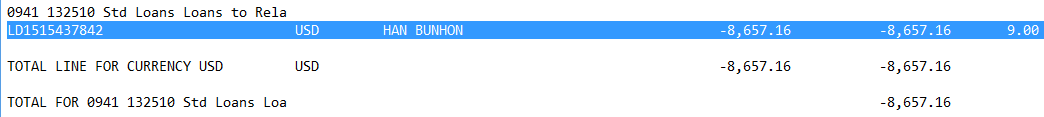 0941 132510 Std Loans Loans to Rela
LD1515437842 USD HAN BUNHON -8,657.16 -8,657.16 9.00
TOTAL LINE FOR CURRENCY USD USD -8,657.16 -8,657.16
TOTAL FOR 0941 132510 Std Loans Loa -8,657.16